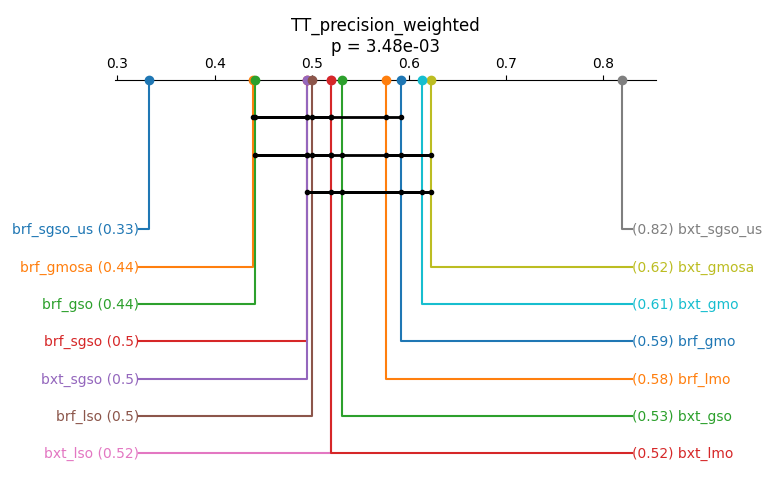 TT_precision_weighted
p = 3.48e-03
0.3 0.4 0.5 0.6 0.7 0.8
brf_sgso_us (0.33) (0.82) bxt_sgso_us
brf_gmosa (0.44) (0.62) bxt_gmosa
brf_gso (0.44) (0.61) bxt_gmo
brf_sgso (0.5) (0.59) brf_gmo
bxt_sgso (0.5) (0.58) brf_lmo
brf_lso (0.5) (0.53) bxt_gso
bxt_lso (0.52) (0.52) bxt_lmo